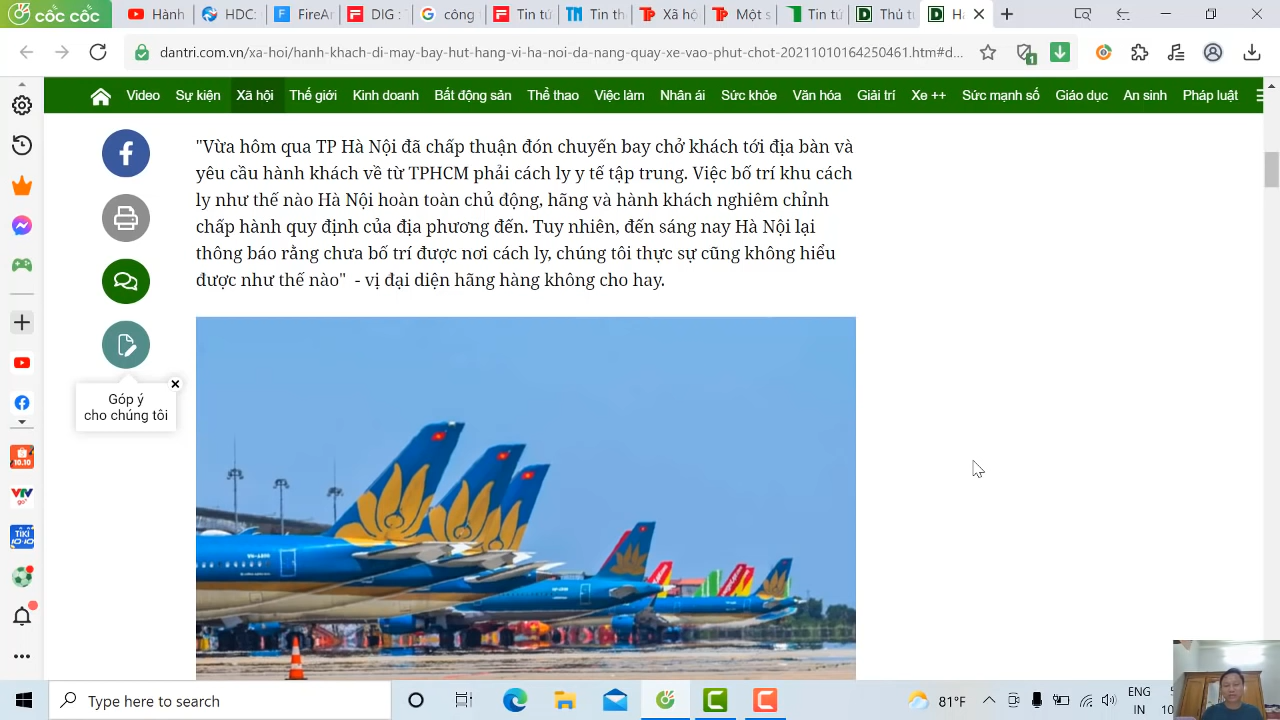 cốc cốc
Hành
HDC:
FireAr
DIG :
công
Tin tứ
Tin th
Xã hộ
Một s
Tin tứ
Thủ tu
Hà
dantri.com.vn/xa-hoi/hanh-khach-di-may-bay-hut-hang-vi-ha-noi-da-nang-quay-xe-vao-phut-chot-20211010164250461.htm#d...
1
Video Sự kiện Xã hội Thế giới Kinh doanh Bất động sản Thể thao Việc làm Nhân ái Sức khỏe Văn hóa Giải trí Xe ++ Sức mạnh số Giáo dục An sinh Pháp luật
"Vừa hôm qua TP Hà Nội đã chấp thuận đón chuyến bay chở khách tới địa bàn và
yêu cầu hành khách về từ TPHCM phải cách ly y tế tập trung. Việc bố trí khu cách
ly như thế nào Hà Nội hoàn toàn chủ động, hãng và hành khách nghiêm chỉnh
chấp hành quy định của địa phương đến. Tuy nhiên, đến sáng nay Hà Nội lại
thông báo rằng chưa bố trí được nơi cách ly, chúng tôi thực sự cũng không hiểu
được như thế nào" - vị đại diện hãng hàng không cho hay.
Góp ý
cho chúng tôi
10.10
VTV
go
TIKI
10·10
Type here to search
81°F
ENG
IN